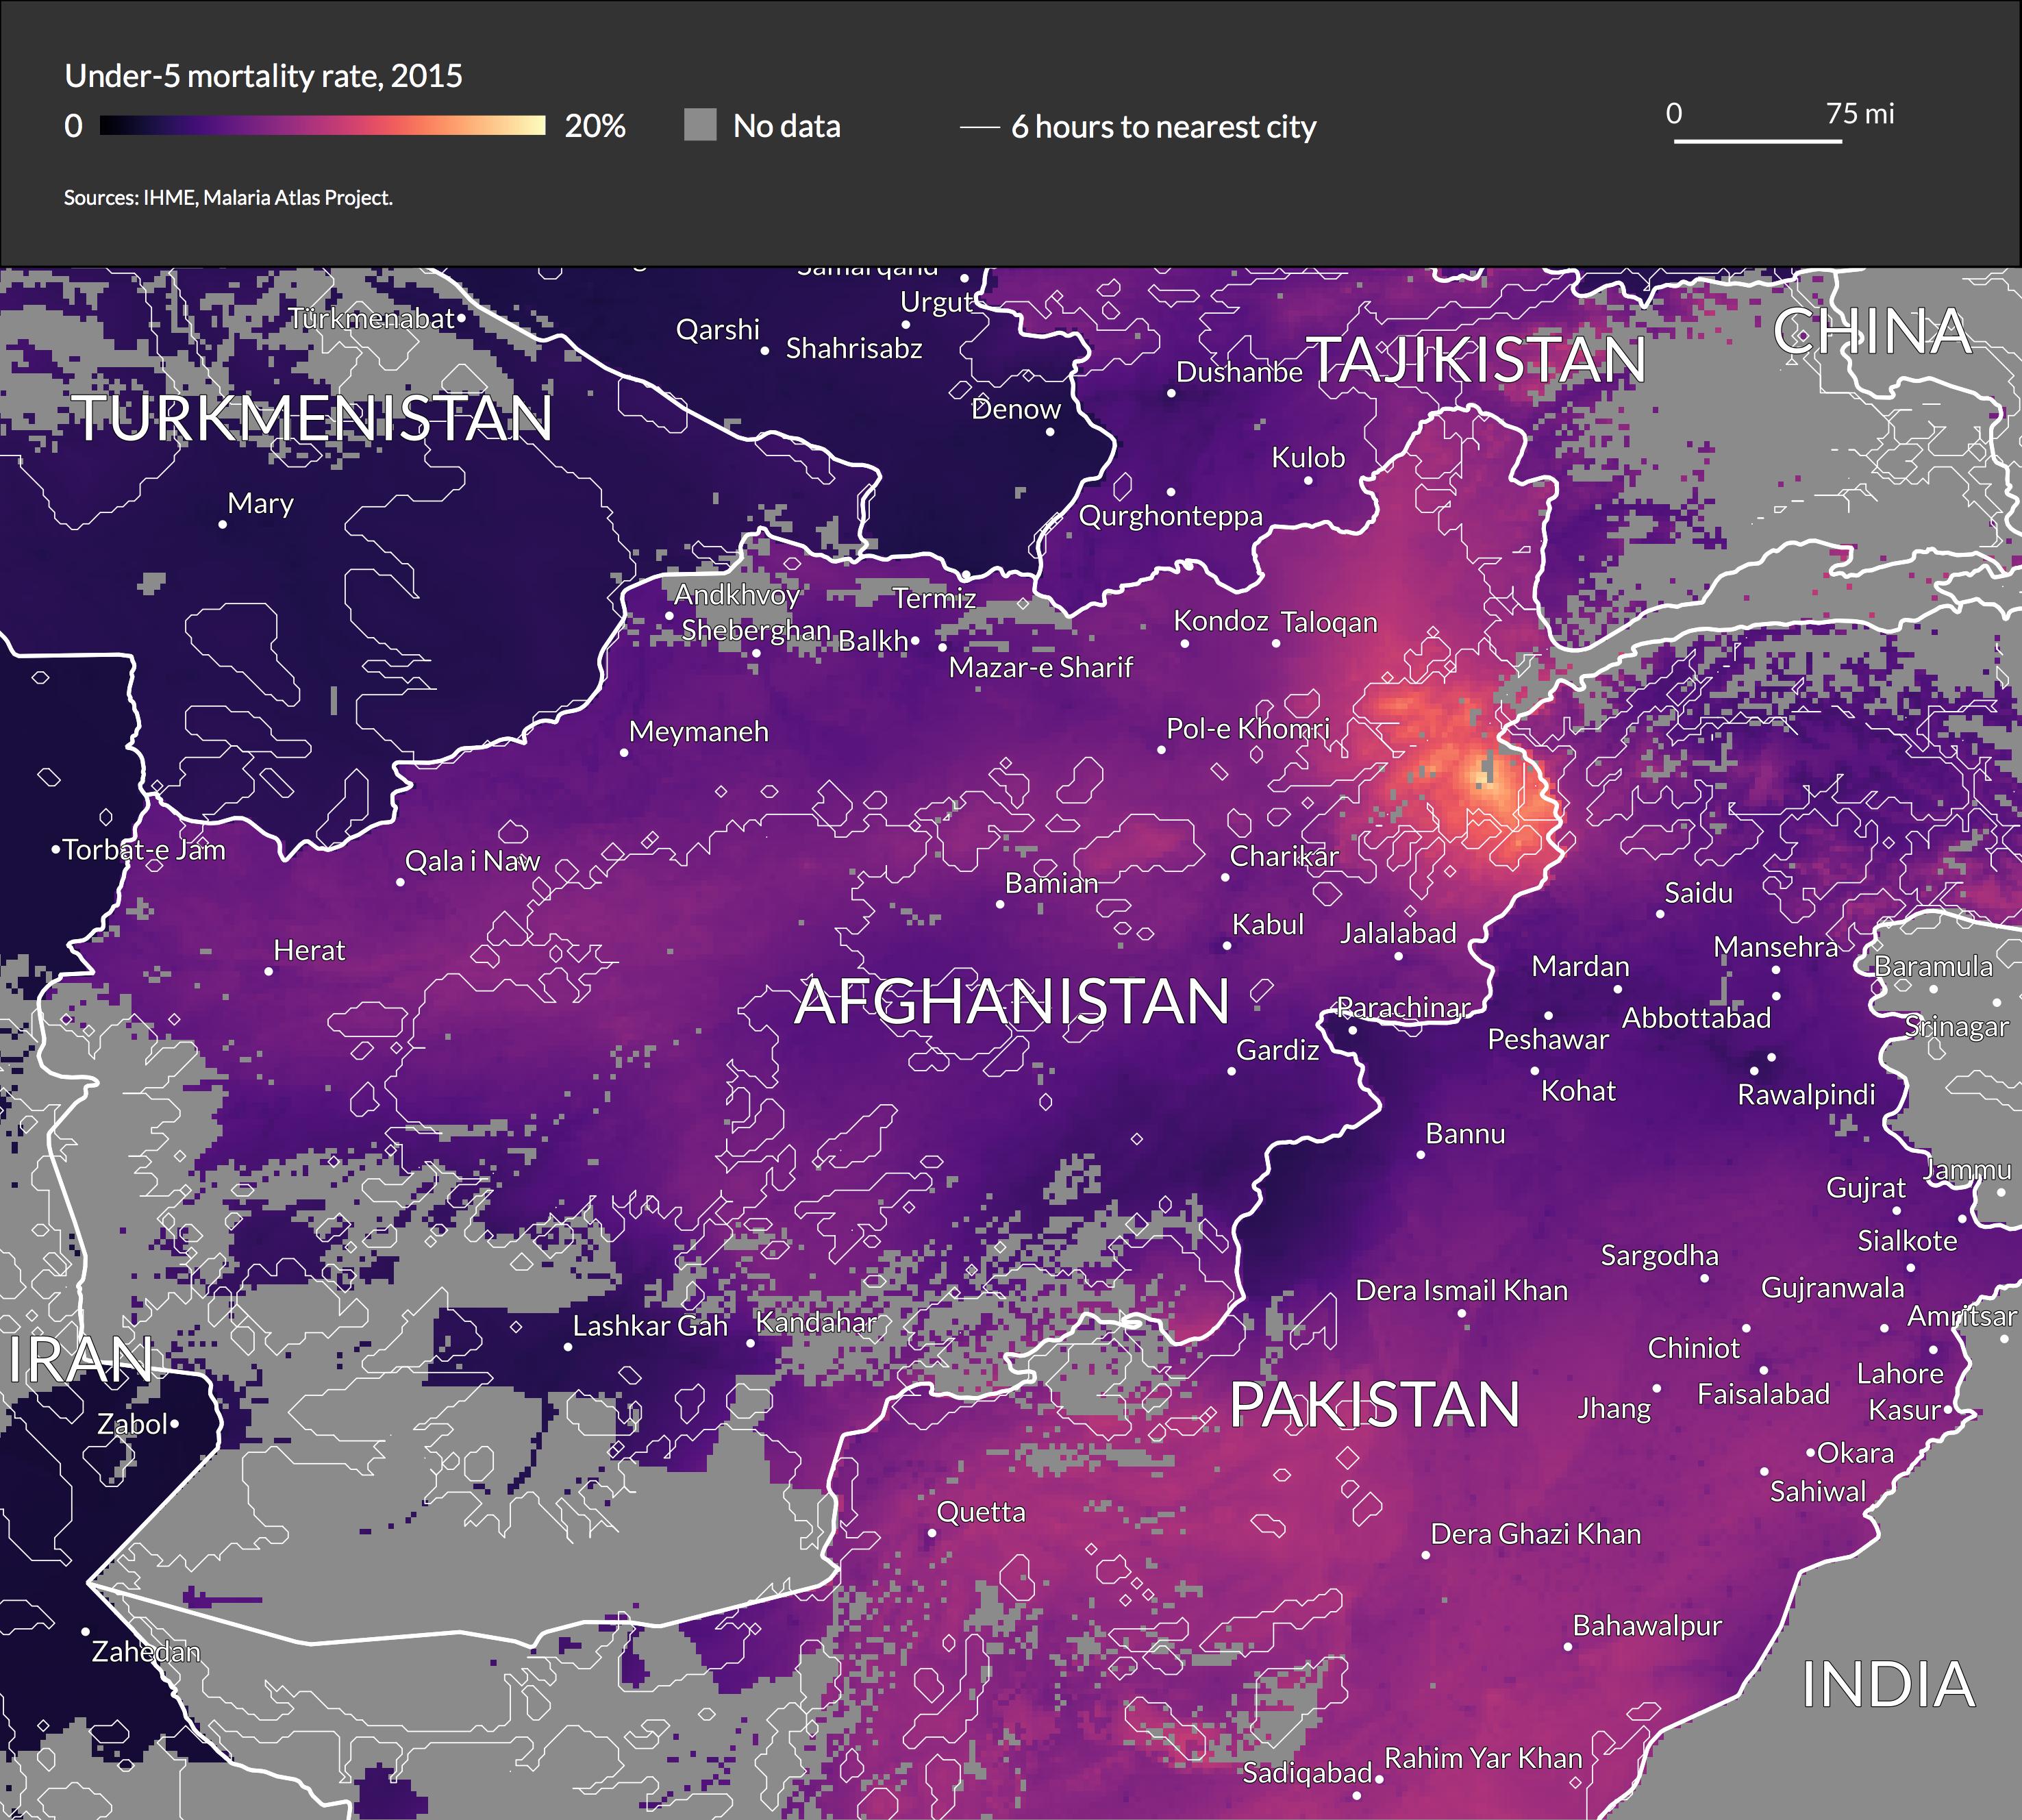 Under-5 mortality rate, 2015
0 20% No data 6 hours to nearest city
0 75 mi
Sources: IHME, Malaria Atlas Project.
Samarqand
Urgut
Türkmenabat
Qarshi
Shahrisabz
CHINA
TAJIKISTAN
Dushanbe
TURKMENISTAN
Denow
Kulob
Mary
Qurghonteppa
Andkhvoy
Termiz
Sheberghan
Balkh
Kondoz
Taloqan
Mazar-e Sharif
Meymaneh
Pol-e Khomri
Torbat-e Jam
Qala i Naw
Charikar
Bamian
Saidu
Kabul
Jalalabad
Herat
Mansehra
Mardan
Baramula
AFGHANISTAN
Parachinar
Abbottabad
Srinagar
Peshawar
Gardiz
Kohat
Rawalpindi
Bannu
Jammu
Gujrat
Sialkote
Sargodha
Dera Ismail Khan
Gujranwala
Amritsar
Lashkar Gah
Kandahar
Chiniot
IRAN
Lahore
Faisalabad
PAKISTAN
Jhang
Kasur
Zabol
Okara
Sahiwal
Quetta
Dera Ghazi Khan
Bahawalpur
Zahedan
INDIA
Rahim Yar Khan
Sadiqabad